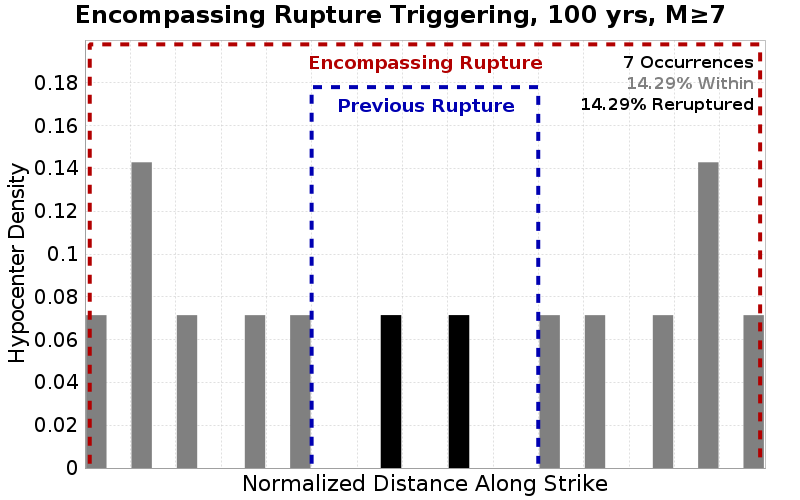 Encompassing Rupture Triggering, 100 yrs, M≥7
Encompassing Rupture
7 Occurrences
14.29% Within
Previous Rupture
14.29% Reruptured
Hypocenter Density
0.18
0.16
0.14
0.12
0.1
0.08
0.06
0.04
0.02
0
Normalized Distance Along Strike